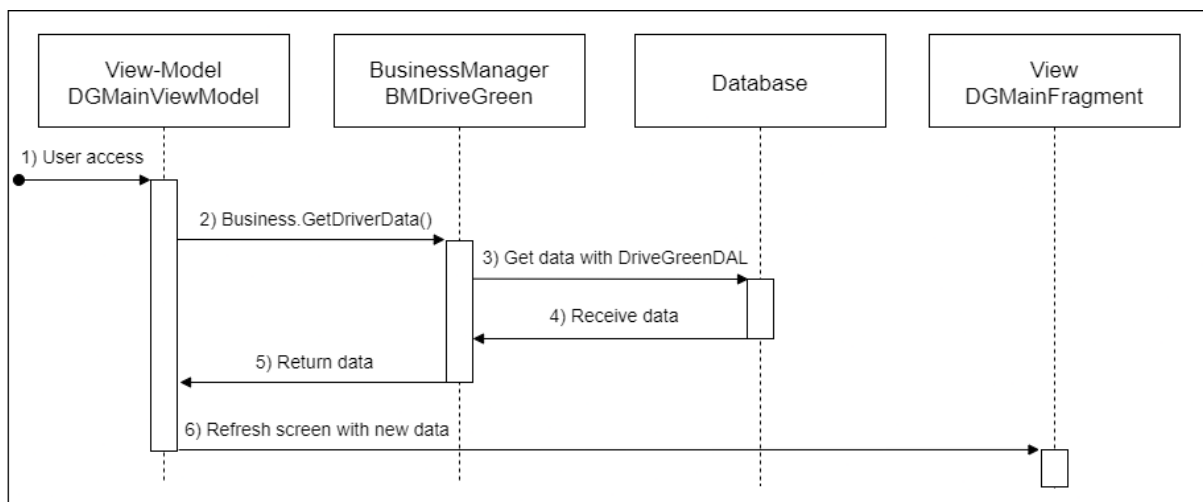 View-Model
DGMainViewModel
BusinessManager
BMDriveGreen
Database
View
DGMainFragment
1) User access
2) Business.GetDriverData()
3) Get data with DriveGreenDAL
4) Receive data
5) Return data
6) Refresh screen with new data